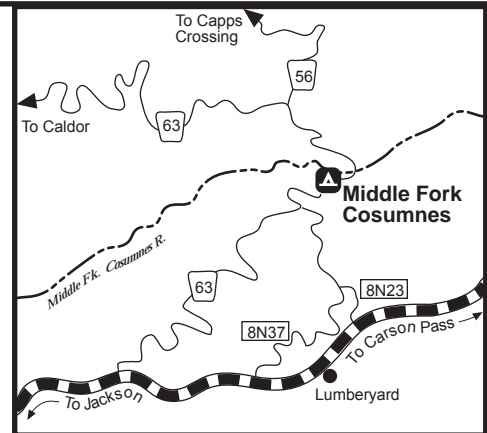 To Capps
Crossing
56
To Caldor
63
Middle Fork
Cosumnes
Middle Fk. Cosumnes R.
63
8N23
8N37
To Carson Pass
To Jackson
Lumberyard